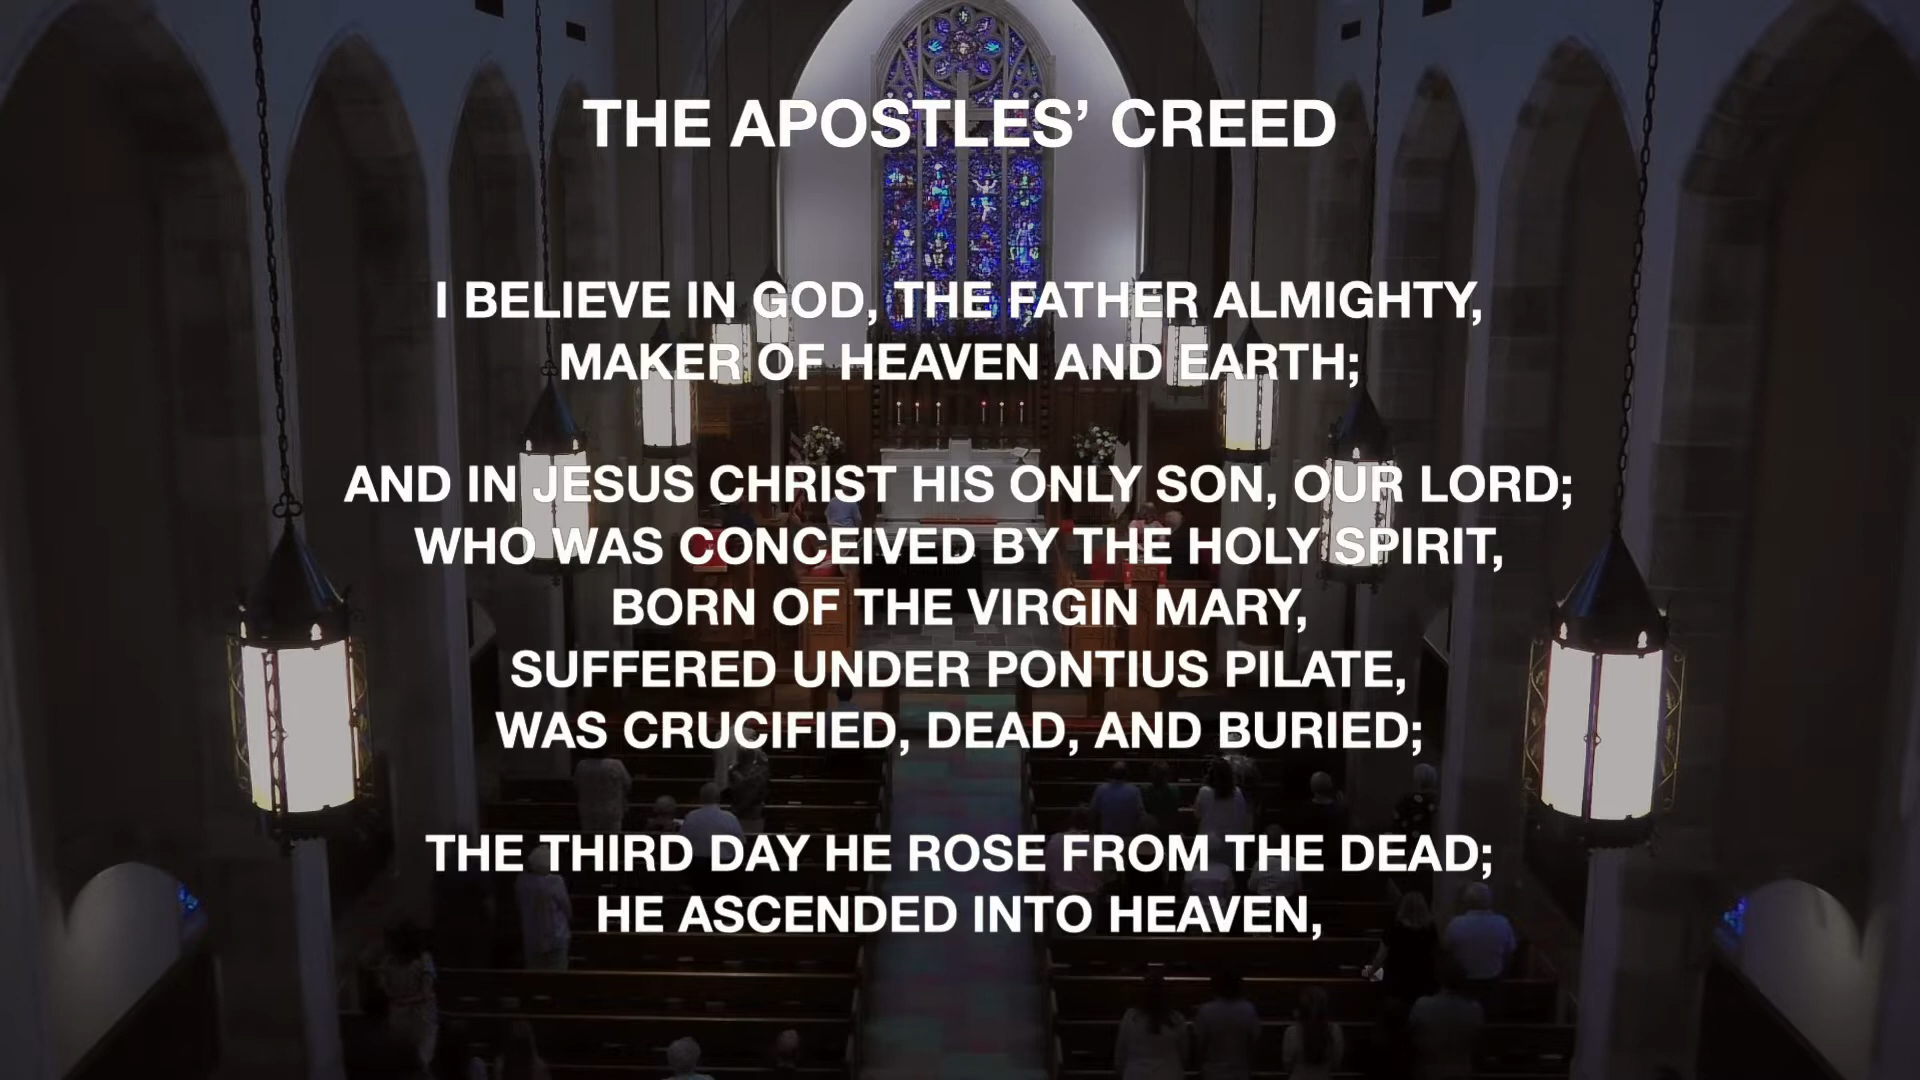 THE APOSTLES’ CREED
I BELIEVE IN GOD, THE FATHER ALMIGHTY,
MAKER OF HEAVEN AND EARTH;
AND IN JESUS CHRIST HIS ONLY SON, OUR LORD;
WHO WAS CONCEIVED BY THE HOLY SPIRIT,
BORN OF THE VIRGIN MARY,
SUFFERED UNDER PONTIUS PILATE,
WAS CRUCIFIED, DEAD, AND BURIED;
THE THIRD DAY HE ROSE FROM THE DEAD;
HE ASCENDED INTO HEAVEN,